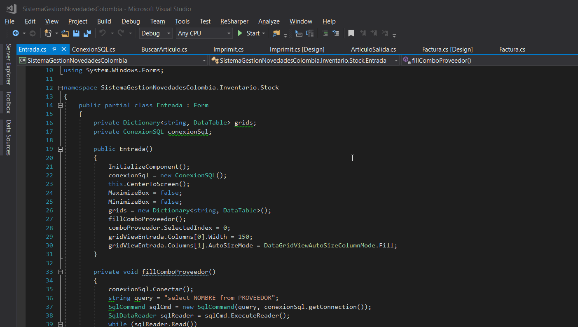 SistemaGestionNovedadesColombia - Microsoft Visual Studio
File Edit View Project Build Debug Team Tools Test ReSharper Analyze Window Help
Debug Any CPU Start
Entrada.cs ConexionSQL.cs BuscarArticulo.cs Imprimit.cs Imprimit.cs [Design] ArticuloSalida.cs Factura.cs [Design] Factura.cs
SistemaGestionNovedadesColombia SistemaGestionNovedadesColombia.Inventario.Stock.Entrada fillComboProveedor()
Server Explorer
Toolbox
Data Sources
10 using System.Windows.Forms;
11
12 namespace SistemaGestionNovedadesColombia.Inventario.Stock
13 {
14 public partial class Entrada : Form
15 {
16 private Dictionary<string, DataTable> grids;
17 private ConexionSQL conexionSql;
18
19 public Entrada()
20 {
21 InitializeComponent();
22 conexionSql = new ConexionSQL();
23 this.CenterToScreen();
24 MaximizeBox = false;
25 MinimizeBox = false;
26 grids = new Dictionary<string, DataTable>();
27 fillComboProveedor();
28 comboProveedor.SelectedIndex = 0;
29 gridViewEntrada.Columns[0].Width = 150;
30 gridViewEntrada.Columns[1].AutoSizeMode = DataGridViewAutoSizeColumnMode.Fill;
31 }
32
33 private void fillComboProveedor()
34 {
35 conexionSql.Conectar();
36 string query = "select NOMBRE from PROVEEDOR";
37 SqlCommand sqlCmd = new SqlCommand(query, conexionSql.getConnection());
38 SqlDataReader sqlReader = sqlCmd.ExecuteReader();
39 while (sqlReader.Read())